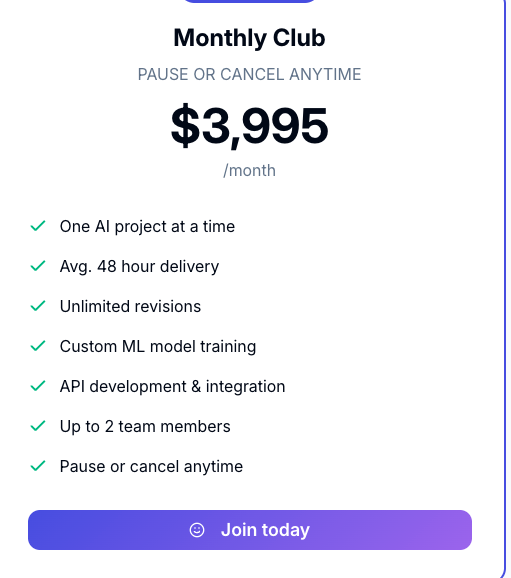 Monthly Club
PAUSE OR CANCEL ANYTIME
$3,995
/month
One AI project at a time
Avg. 48 hour delivery
Unlimited revisions
Custom ML model training
API development & integration
Up to 2 team members
Pause or cancel anytime
Join today